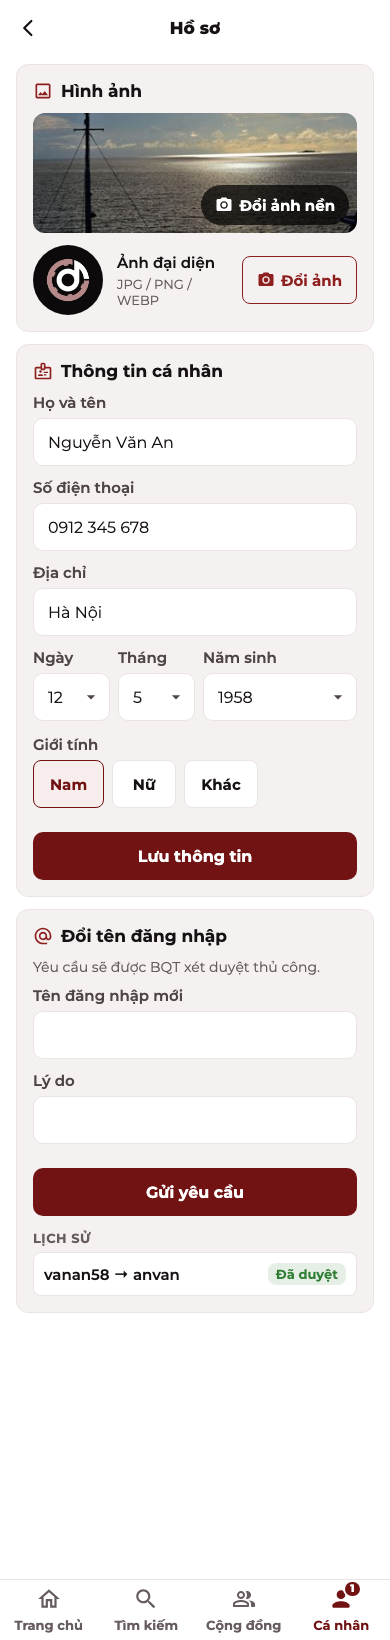 Hồ sơ
Hình ảnh
Đổi ảnh nền
Ảnh đại diện
JPG / PNG /
WEBP
Đổi ảnh
Thông tin cá nhân
Họ và tên
Nguyễn Văn An
Số điện thoại
0912 345 678
Địa chỉ
Hà Nội
Ngày Tháng Năm sinh
12 5 1958
Giới tính
Nam Nữ Khác
Lưu thông tin
Đổi tên đăng nhập
Yêu cầu sẽ được BQT xét duyệt thủ công.
Tên đăng nhập mới
Lý do
Gửi yêu cầu
LỊCH SỬ
vanan58 → anvan Đã duyệt
1
Trang chủ Tìm kiếm Cộng đồng Cá nhân